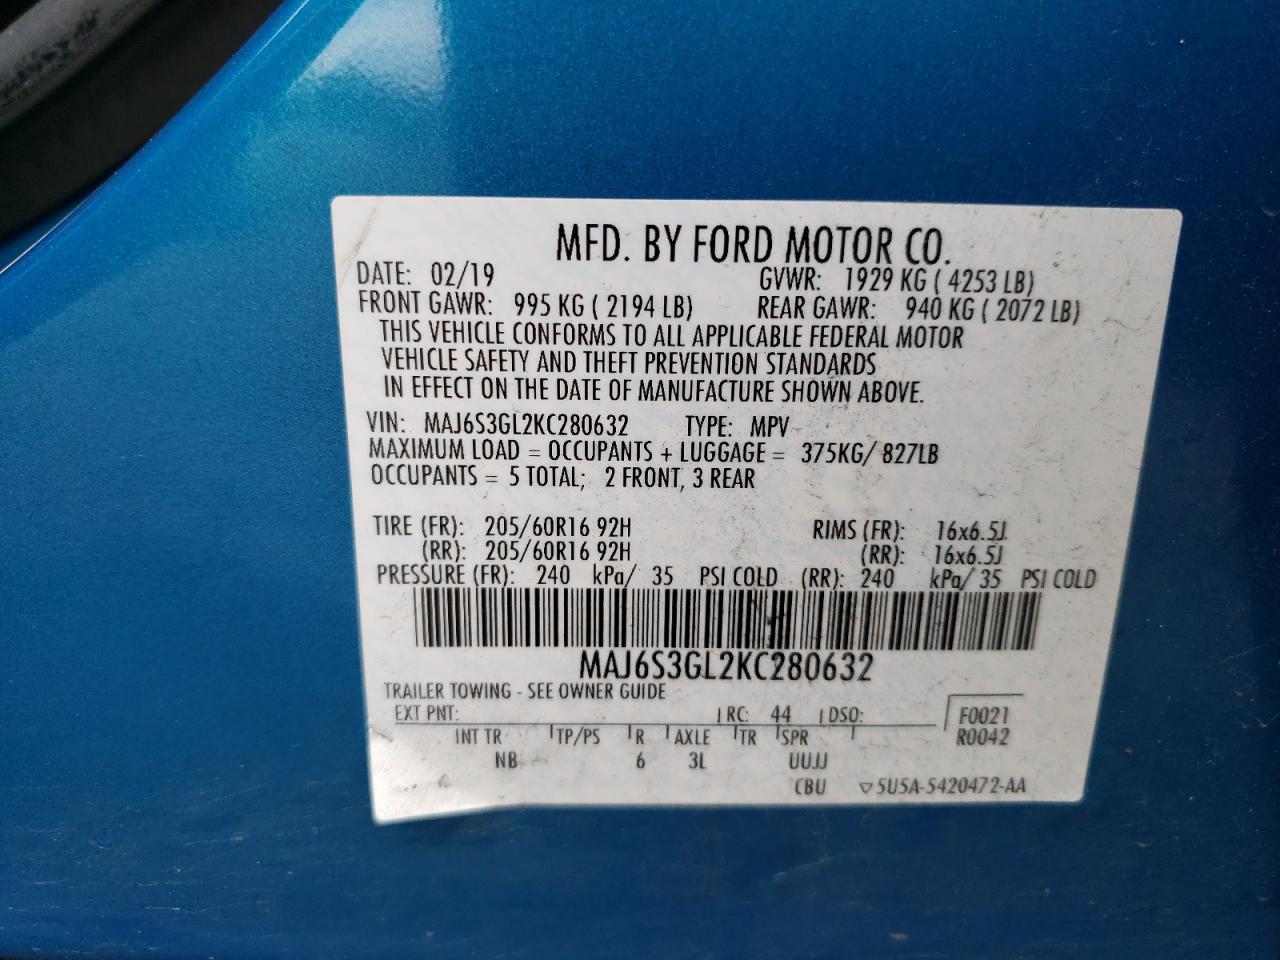 MFD. BY FORD MOTOR CO.
DATE: 02/19 GVWR: 1929 KG ( 4253 LB)
FRONT GAWR: 995 KG ( 2194 LB) REAR GAWR: 940 KG ( 2072 LB)
THIS VEHICLE CONFORMS TO ALL APPLICABLE FEDERAL MOTOR
VEHICLE SAFETY AND THEFT PREVENTION STANDARDS
IN EFFECT ON THE DATE OF MANUFACTURE SHOWN ABOVE.
VIN: MAJ6S3GL2KC280632 TYPE: MPV
MAXIMUM LOAD = OCCUPANTS + LUGGAGE = 375KG/ 827LB
OCCUPANTS = 5 TOTAL; 2 FRONT, 3 REAR
TIRE (FR): 205/60R16 92H RIMS (FR): 16x6.5J
(RR): 205/60R16 92H (RR): 16x6.5J
PRESSURE (FR): 240 kPa/ 35 PSI COLD (RR): 240 kPa/ 35 PSI COLD
MAJ6S3GL2KC280632
TRAILER TOWING - SEE OWNER GUIDE
EXT PNT: RC: 44 DSO: F0021
INT TR TP/PS R AXLE TR SPR R0042
NB 6 3L UUJJ
CBU ▽5U5A-5420472-AA